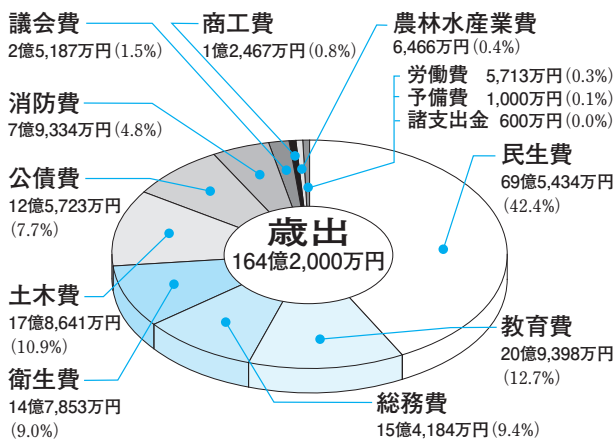 議会費
2億5,187万円(1.5%)
商工費
1億2,467万円(0.8%)
農林水産業費
6,466万円(0.4%)
労働費 5,713万円(0.3%)
予備費 1,000万円(0.1%)
諸支出金 600万円(0.0%)
消防費
7億9,334万円(4.8%)
民生費
69億5,434万円
(42.4%)
公債費
12億5,723万円
(7.7%)
歳出
164億2,000万円
土木費
17億8,641万円
(10.9%)
教育費
20億9,398万円
(12.7%)
衛生費
14億7,853万円
(9.0%)
総務費
15億4,184万円(9.4%)